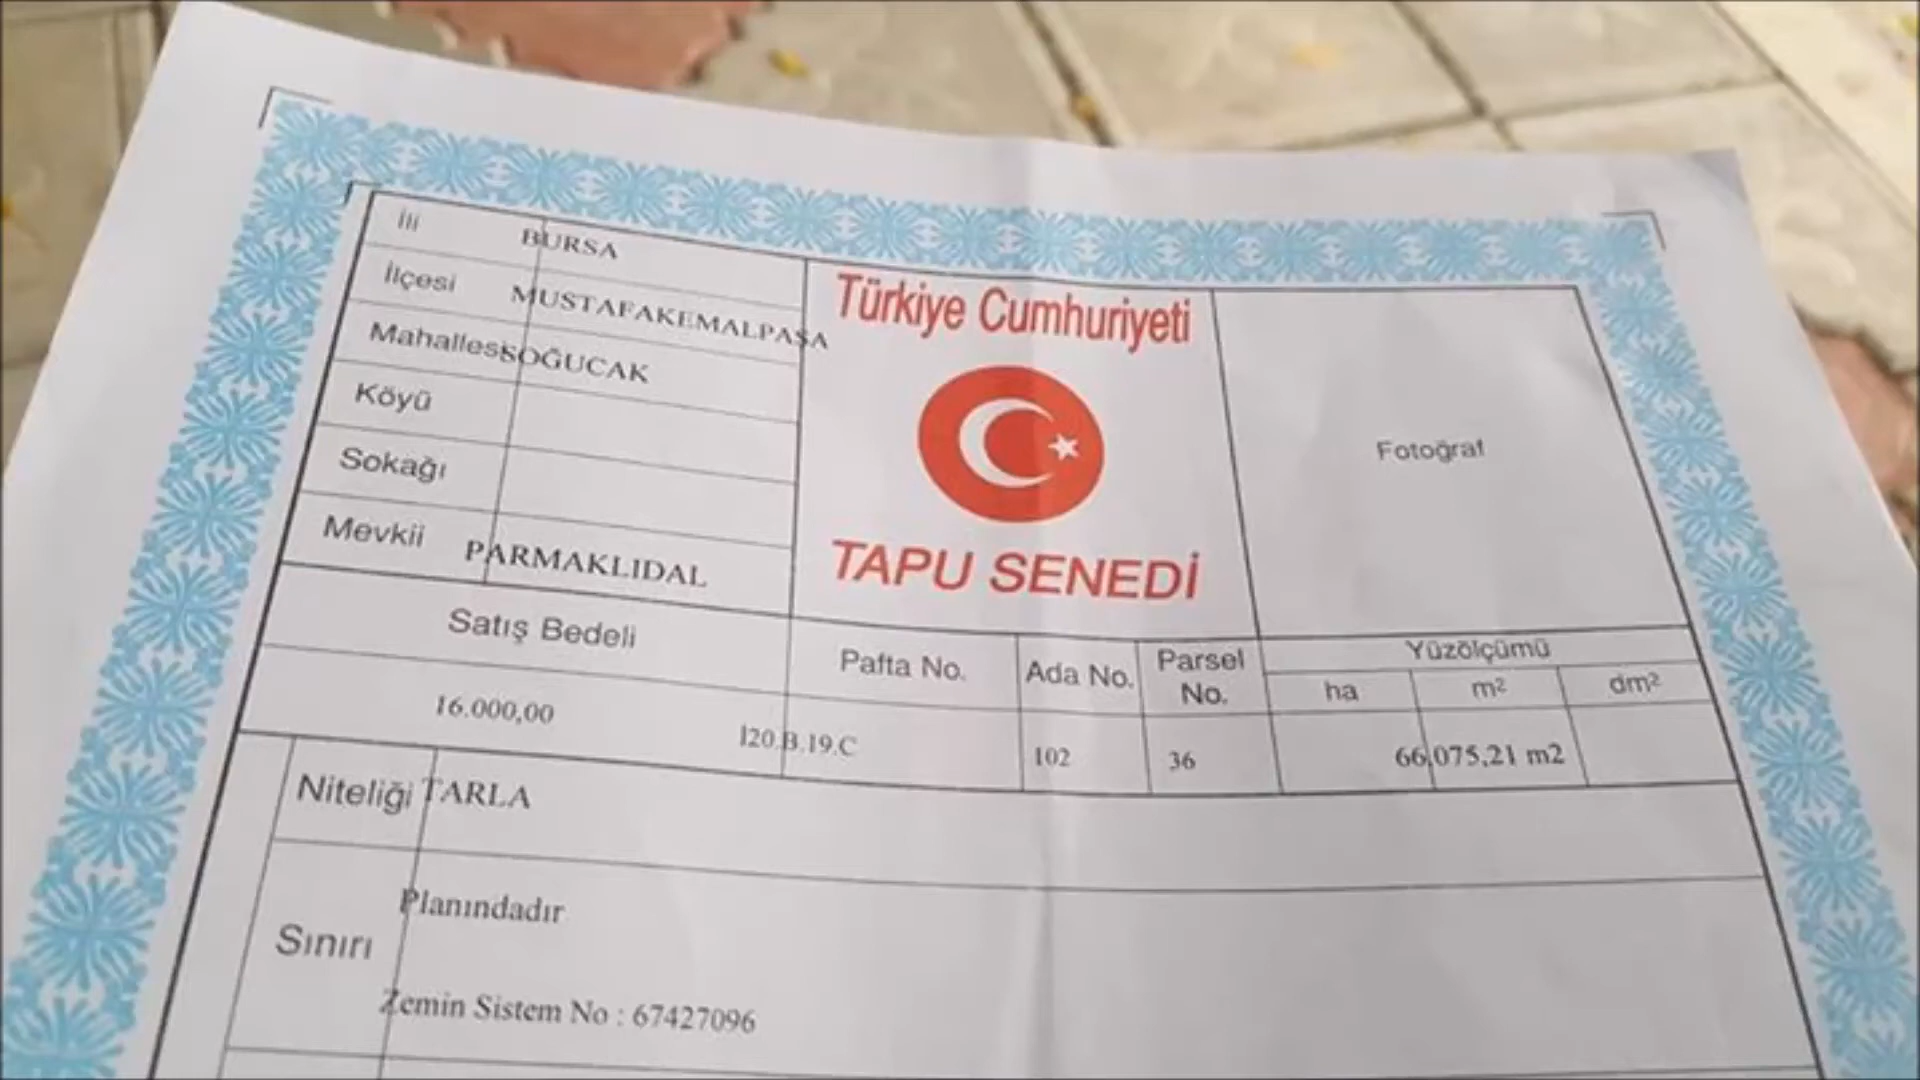 İli BURSA
İlçesi MUSTAFAKEMALPAŞA
Mahallesi SOĞUCAK
Köyü
Sokağı
Mevkii PARMAKLIDAL
Türkiye Cumhuriyeti
TAPU SENEDİ
Fotoğraf
Satış Bedeli
Pafta No.
Ada No.
Parsel No.
Yüzölçümü
ha m² dm²
16.000,00 I20.B.19.C 102 36 66.075,21 m2
Niteliği TARLA
Sınırı
Planındadır
Zemin Sistem No : 67427096